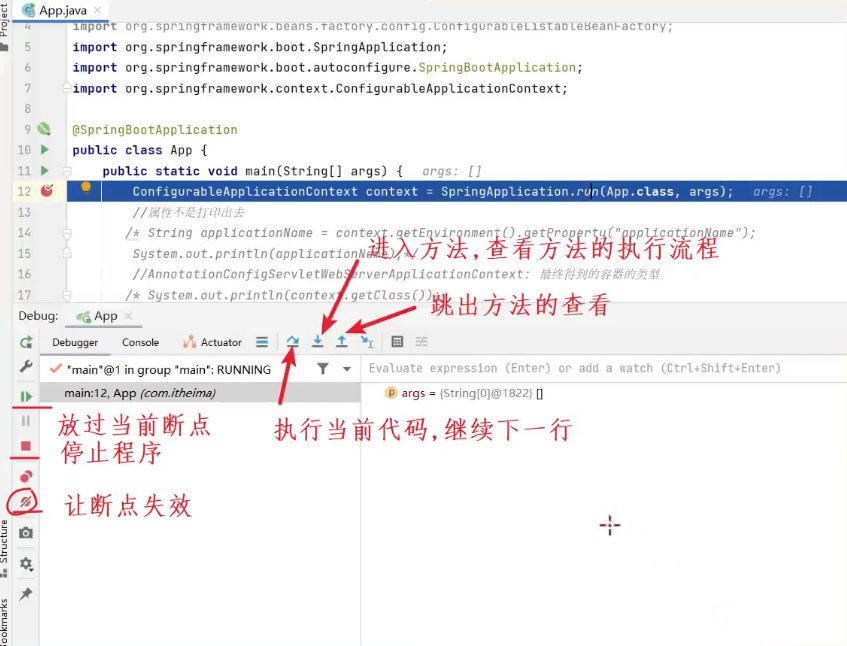 Project
App.java
4 import org.springframework.beans.factory.config.ConfigurableListableBeanFactory;
5 import org.springframework.boot.SpringApplication;
6 import org.springframework.boot.autoconfigure.SpringBootApplication;
7 import org.springframework.context.ConfigurableApplicationContext;
8
9 @SpringBootApplication
10 public class App {
11 public static void main(String[] args) { args: []
12 ConfigurableApplicationContext context = SpringApplication.run(App.class, args); args: []
13 //属性不是打印出去
14 /* String applicationName = context.getEnvironment().getProperty("applicationName");
进入方法,查看方法的执行流程
15 System.out.println(applicationName);*/
16 //AnnotationConfigServletWebServerApplicationContext: 最终得到的容器的类型
17 /* System.out.println(context.getClass());
跳出方法的查看
Debug: App
Debugger Console Actuator
"main"@1 in group "main": RUNNING
Evaluate expression (Enter) or add a watch (Ctrl+Shift+Enter)
main:12, App (com.itheima)
p args = {String[0]@1822} []
放过当前断点
执行当前代码,继续下一行
停止程序
让断点失效
Structure
Bookmarks